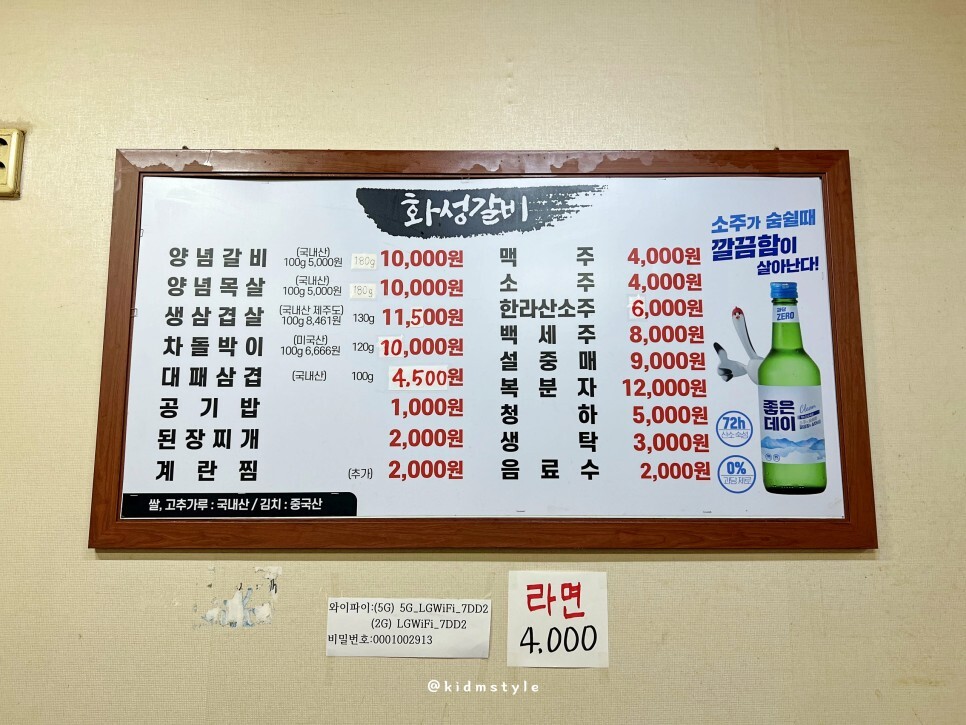 화성갈비
양념갈비 (국내산) 100g 5,000원 180g 10,000원
양념목살 (국내산) 100g 5,000원 180g 10,000원
생삼겹살 (국내산 제주도) 100g 8,461원 130g 11,500원
차돌박이 (미국산) 100g 6,666원 120g 10,000원
대패삼겹 (국내산) 100g 4,500원
공기밥 1,000원
된장찌개 2,000원
계란찜 (추가) 2,000원
쌀, 고추가루 : 국내산 / 김치 : 중국산
맥주 4,000원
소주 4,000원
한라산소주 6,000원
백세주 8,000원
설중매 9,000원
복분자 12,000원
청하 5,000원
생탁 3,000원
음료수 2,000원
소주가 숨쉴때
깔끔함이
살아난다!
ZERO
좋은
데이
72h
산소숙성
0%
과당제로
와이파이:(5G) 5G_LGWiFi_7DD2
(2G) LGWiFi_7DD2
비밀번호:0001002913
라면
4,000
@kidmstyle